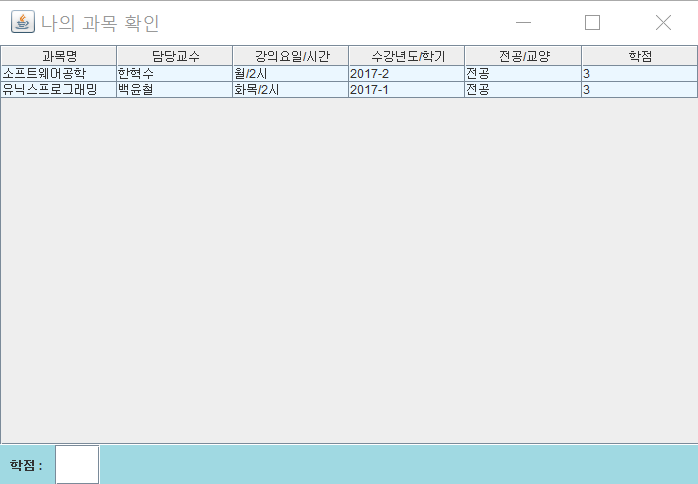 나의 과목 확인
과목명 담당교수 강의요일/시간 수강년도/학기 전공/교양 학점
소프트웨어공학 한혁수 월/2시 2017-2 전공 3
유닉스프로그래밍 백윤철 화목/2시 2017-1 전공 3
학점 :